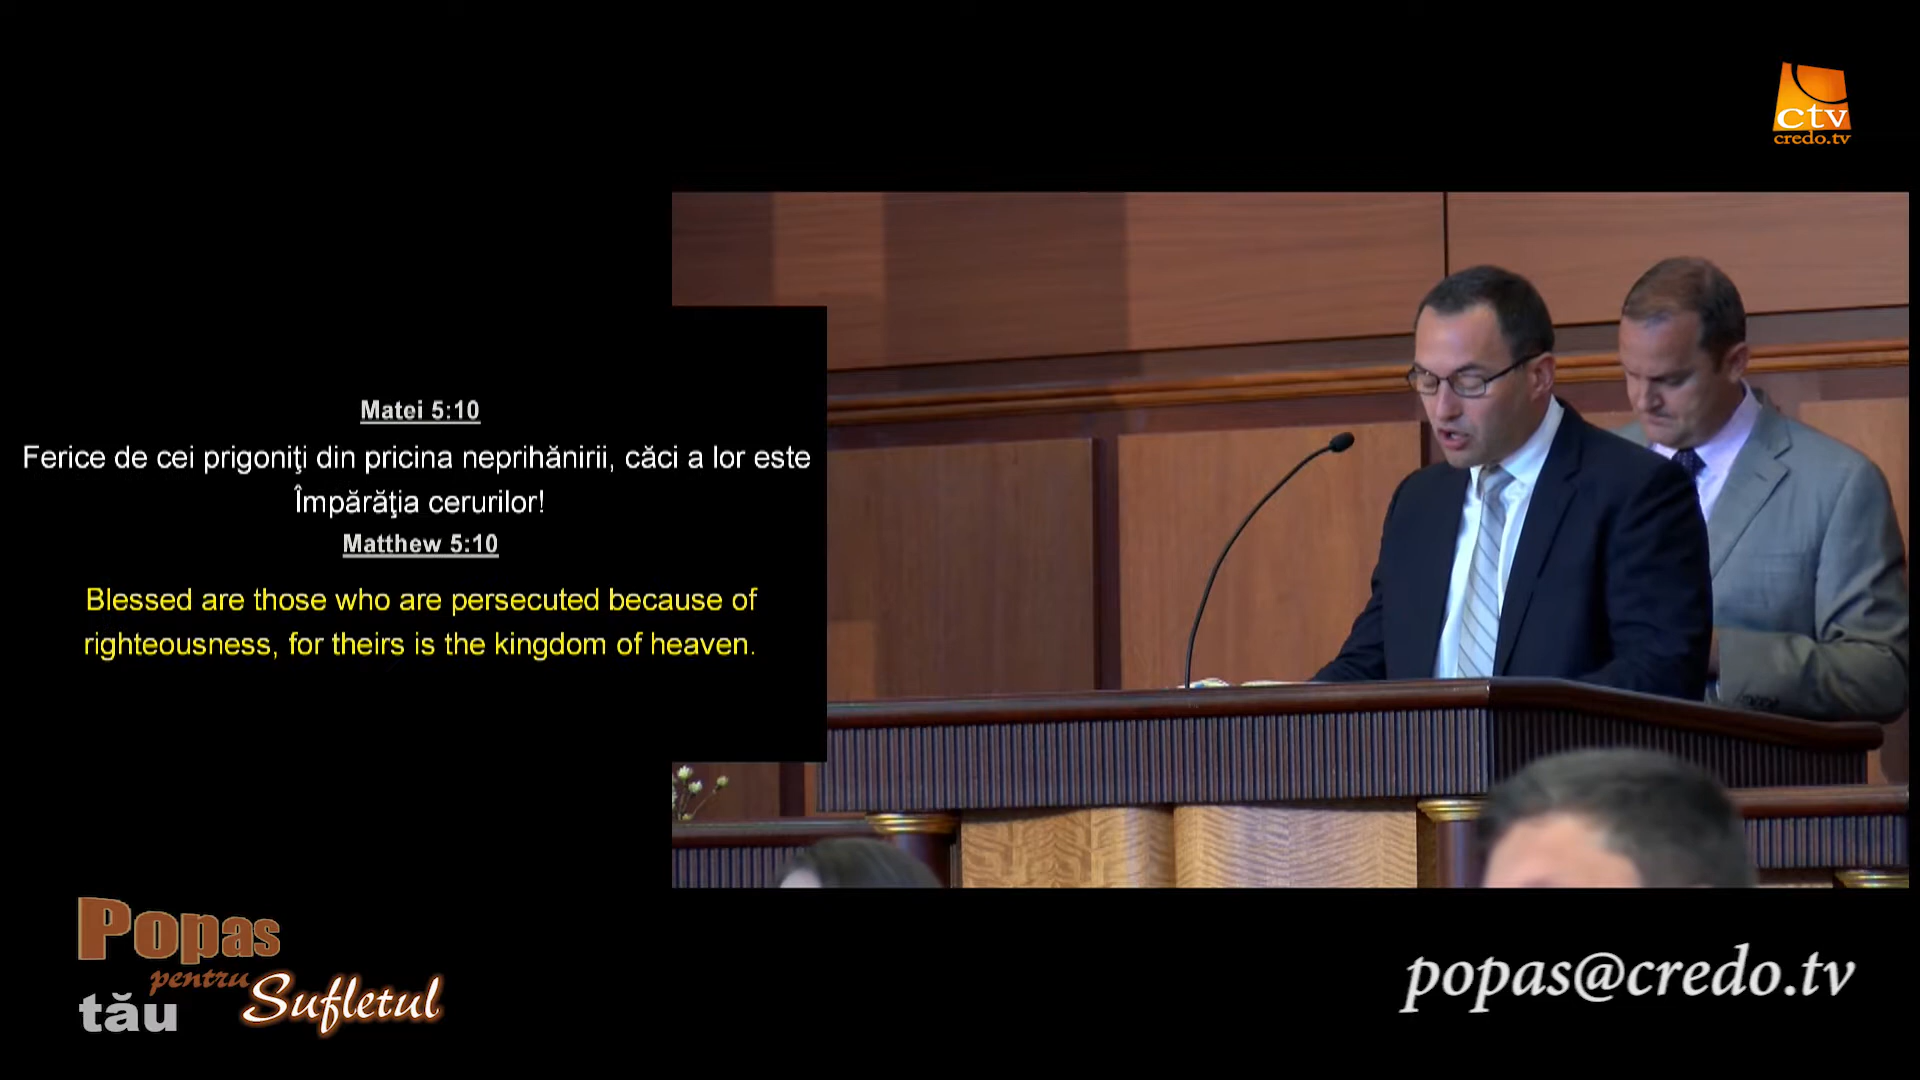 ctv
credo.tv
Matei 5:10
Ferice de cei prigoniţi din pricina neprihănirii, căci a lor este
Împărăţia cerurilor!
Matthew 5:10
Blessed are those who are persecuted because of
righteousness, for theirs is the kingdom of heaven.
Popas
pentru
tău Sufletul
popas@credo.tv